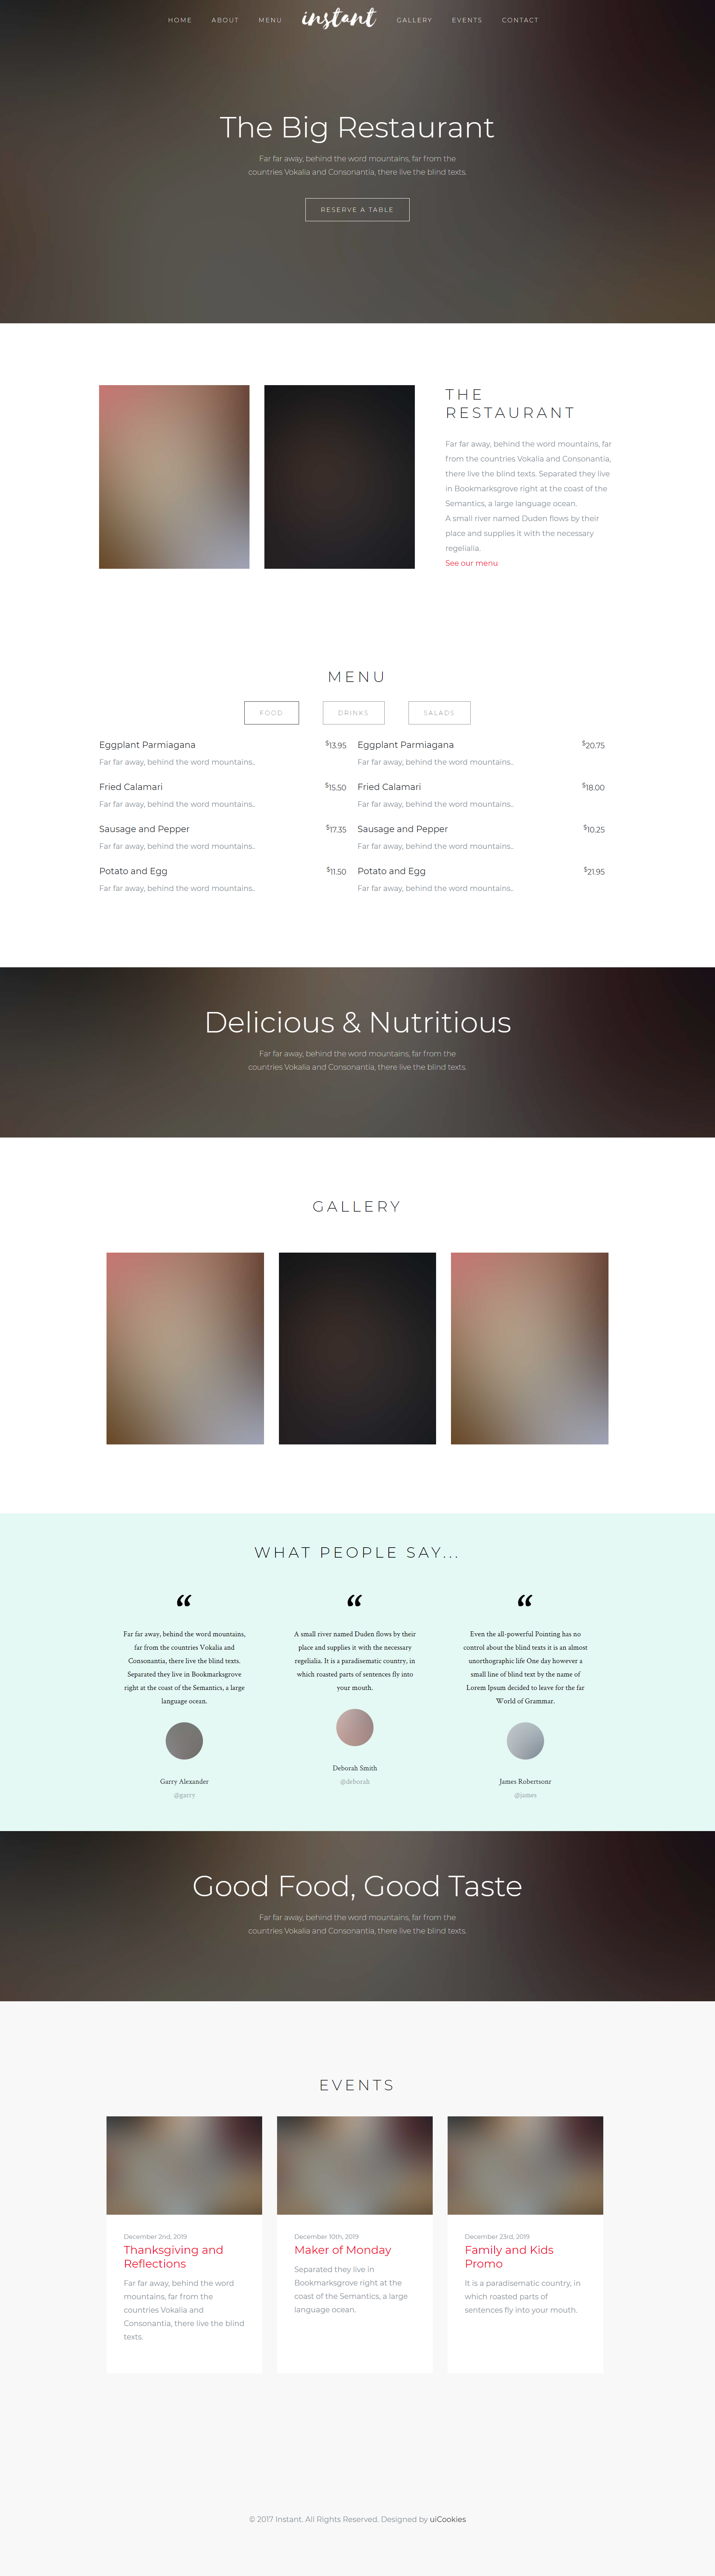 HOME ABOUT MENU instant GALLERY EVENTS CONTACT
The Big Restaurant
Far far away, behind the word mountains, far from the
countries Vokalia and Consonantia, there live the blind texts.
RESERVE A TABLE
THE
RESTAURANT
Far far away, behind the word mountains, far
from the countries Vokalia and Consonantia,
there live the blind texts. Separated they live
in Bookmarksgrove right at the coast of the
Semantics, a large language ocean.
A small river named Duden flows by their
place and supplies it with the necessary
regelialia.
See our menu
MENU
FOOD DRINKS SALADS
Eggplant Parmiagana $13.95
Far far away, behind the word mountains..
Fried Calamari $15.50
Far far away, behind the word mountains..
Sausage and Pepper $17.35
Far far away, behind the word mountains..
Potato and Egg $11.50
Far far away, behind the word mountains..
Eggplant Parmiagana $20.75
Far far away, behind the word mountains..
Fried Calamari $18.00
Far far away, behind the word mountains..
Sausage and Pepper $10.25
Far far away, behind the word mountains..
Potato and Egg $21.95
Far far away, behind the word mountains..
Delicious & Nutritious
Far far away, behind the word mountains, far from the
countries Vokalia and Consonantia, there live the blind texts.
GALLERY
WHAT PEOPLE SAY...
“
Far far away, behind the word mountains,
far from the countries Vokalia and
Consonantia, there live the blind texts.
Separated they live in Bookmarksgrove
right at the coast of the Semantics, a large
language ocean.
Garry Alexander
@garry
“
A small river named Duden flows by their
place and supplies it with the necessary
regelialia. It is a paradisematic country, in
which roasted parts of sentences fly into
your mouth.
Deborah Smith
@deborah
“
Even the all-powerful Pointing has no
control about the blind texts it is an almost
unorthographic life One day however a
small line of blind text by the name of
Lorem Ipsum decided to leave for the far
World of Grammar.
James Robertsonr
@james
Good Food, Good Taste
Far far away, behind the word mountains, far from the
countries Vokalia and Consonantia, there live the blind texts.
EVENTS
December 2nd, 2019
Thanksgiving and
Reflections
Far far away, behind the word
mountains, far from the
countries Vokalia and
Consonantia, there live the blind
texts.
December 10th, 2019
Maker of Monday
Separated they live in
Bookmarksgrove right at the
coast of the Semantics, a large
language ocean.
December 23rd, 2019
Family and Kids
Promo
It is a paradisematic country, in
which roasted parts of
sentences fly into your mouth.
© 2017 Instant. All Rights Reserved. Designed by uiCookies